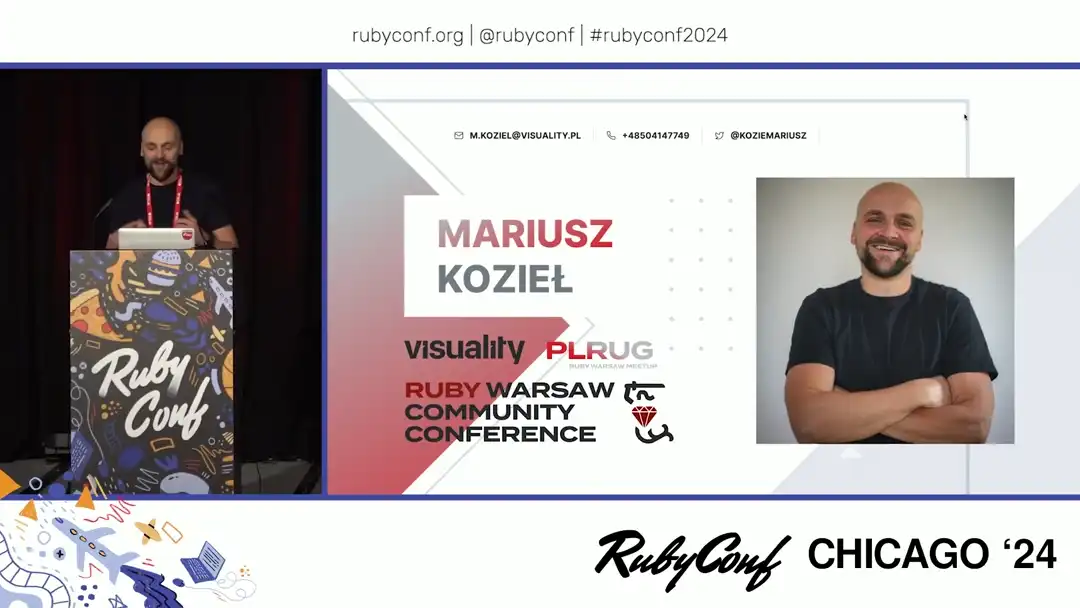 rubyconf.org | @rubyconf | #rubyconf2024
M.KOZIEL@VISUALITY.PL
+48504147749
@KOZIEMARIUSZ
MARIUSZ
KOZIEŁ
visuality
PLRUG
RUBY WARSAW MEETUP
RUBY WARSAW
COMMUNITY
CONFERENCE
Ruby
Conf
RubyConf CHICAGO ‘24